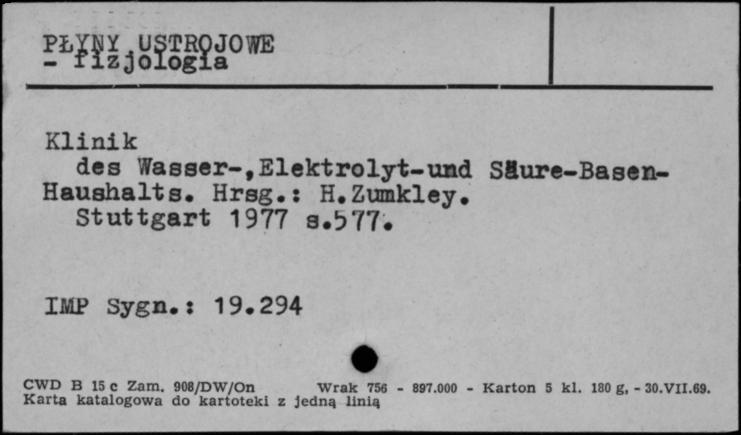 PŁYNY USTROJOWE
- fizjologia
Klinik
des Wasser-,Elektrolyt-und Säure-Basen-
Haushalts. Hrsg.: H.Zumkley.
Stuttgart 1977 s.577.
IMP Sygn.: 19.294
CWD B 15 c Zam. 908/DW/On Wrak 756 - 897.000 - Karton 5 kl. 180 g. - 30.VII.69.
Karta katalogowa do kartoteki z jedną linią